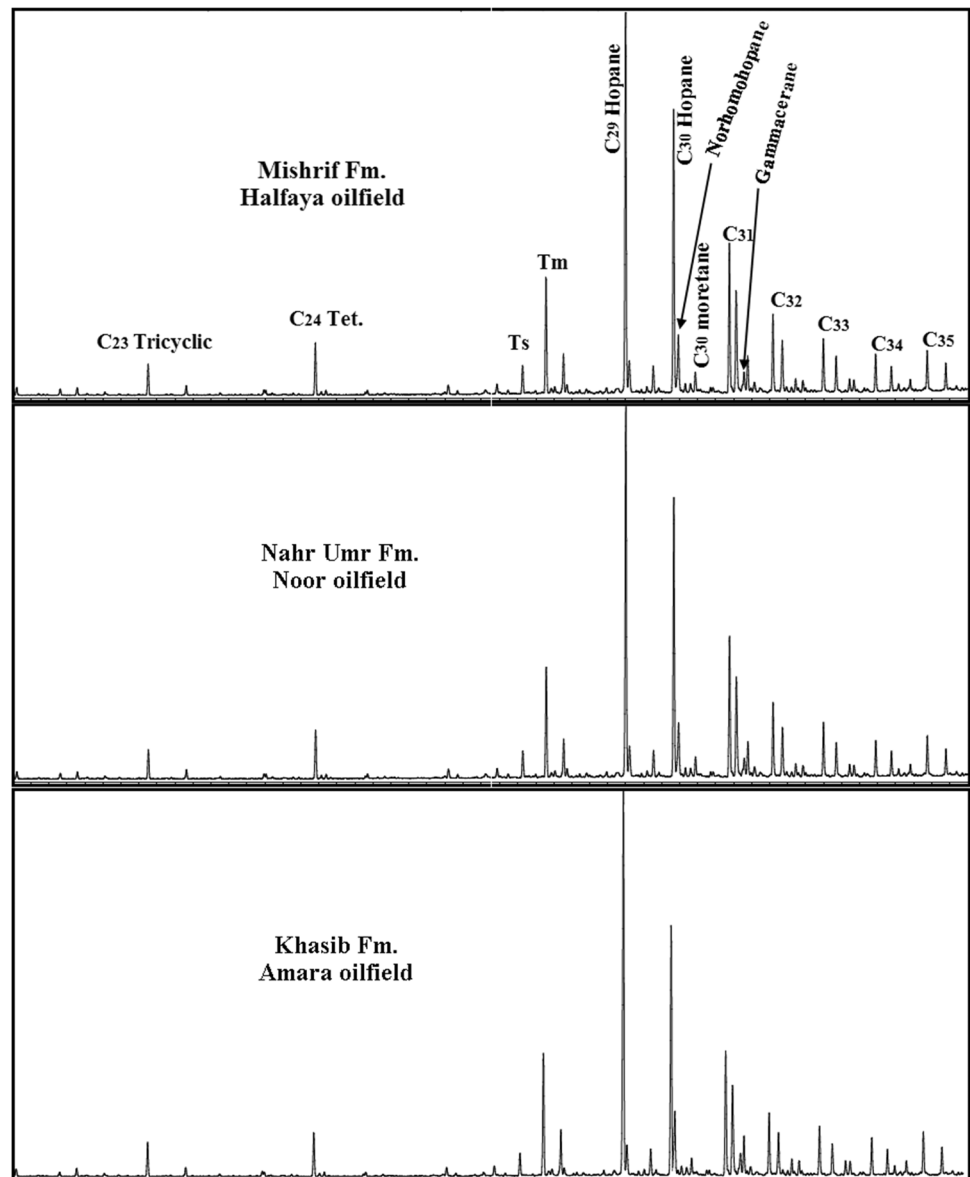 C29 Hopane
C30 Hopane
Norhomohopane
Gammacerane
Mishrif Fm.
Halfaya oilfield
C31
C30 moretane
Tm
C32
C24 Tet.
C33
C23 Tricyclic
Ts
C34
C35
Nahr Umr Fm.
Noor oilfield
Khasib Fm.
Amara oilfield